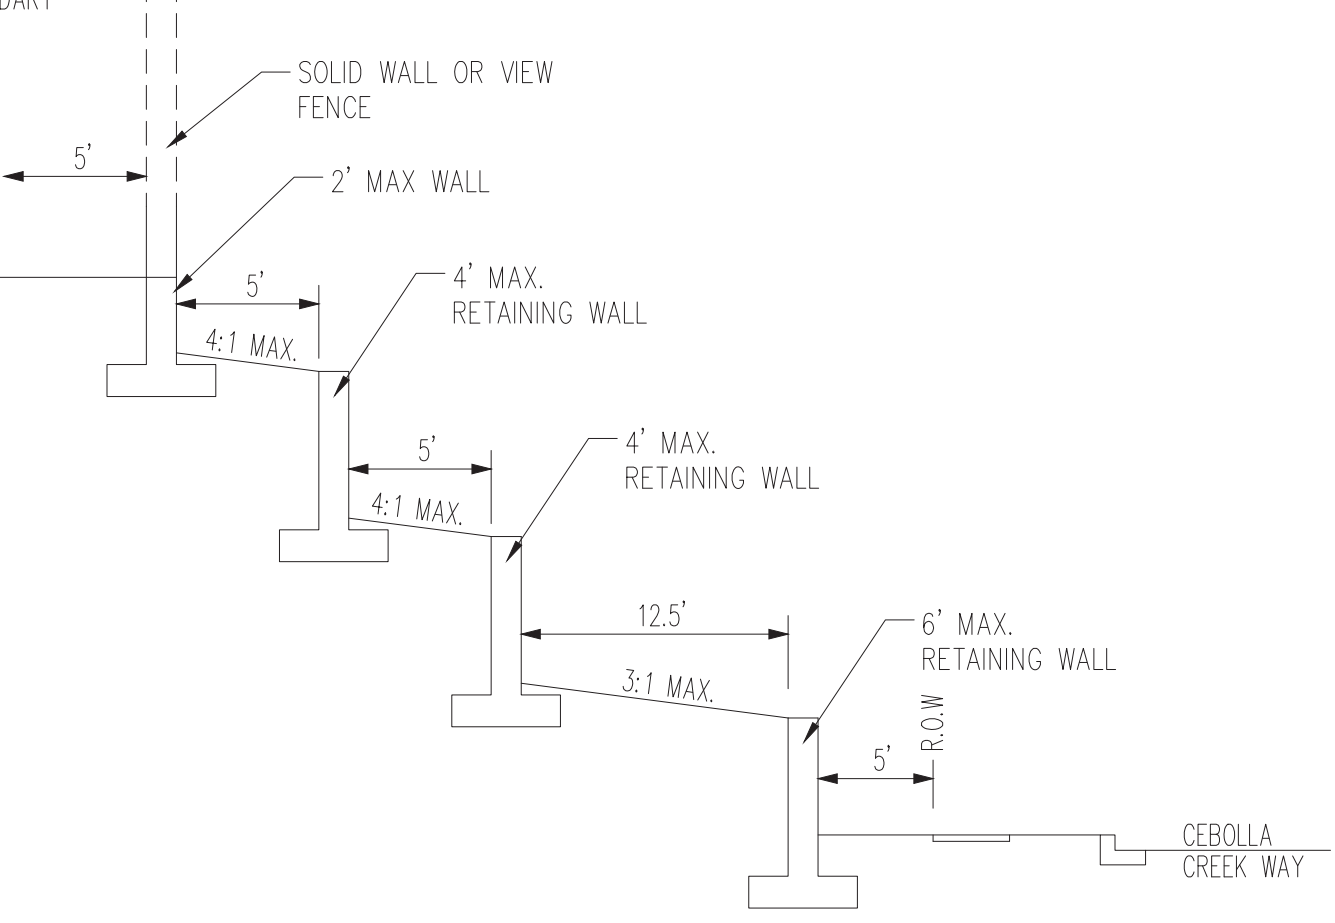 SOLID WALL OR VIEW
FENCE
5'
2' MAX WALL
5'
4' MAX.
RETAINING WALL
4:1 MAX.
5'
4' MAX.
RETAINING WALL
4:1 MAX.
12.5'
6' MAX.
RETAINING WALL
3:1 MAX.
R.O.W
5'
CEBOLLA
CREEK WAY